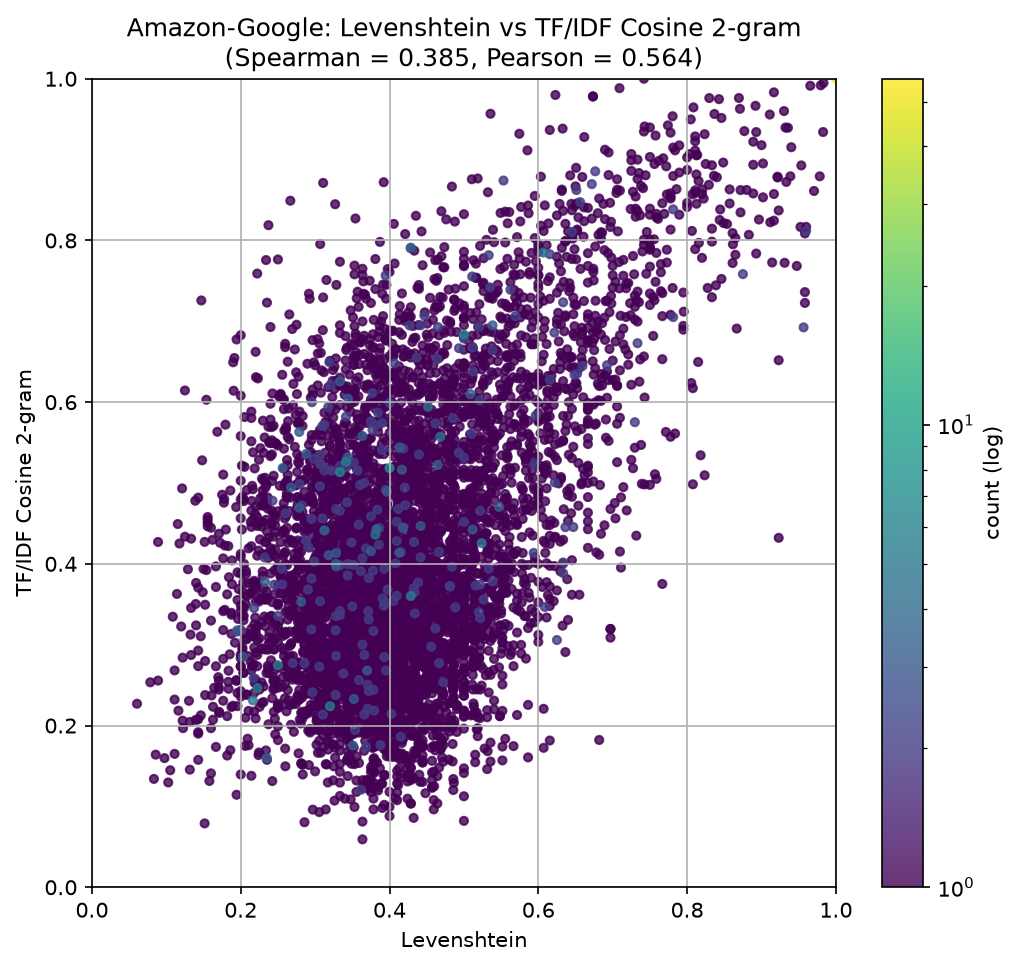 Amazon-Google: Levenshtein vs TF/IDF Cosine 2-gram
(Spearman = 0.385, Pearson = 0.564)
TF/IDF Cosine 2-gram
1.0
0.8
0.6
0.4
0.2
0.0
0.0 0.2 0.4 0.6 0.8 1.0
Levenshtein
10¹
10⁰
count (log)